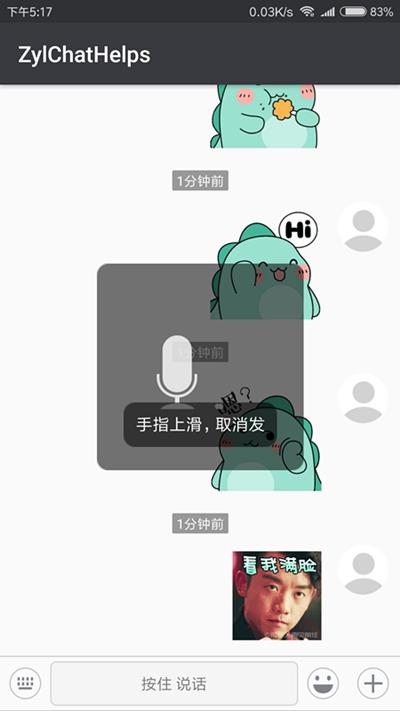 下午5:17
0.03K/s
83%
ZylChatHelps
1分钟前
Hi
1分钟前
嗯?
手指上滑，取消发
1分钟前
看我满脸
按住 说话